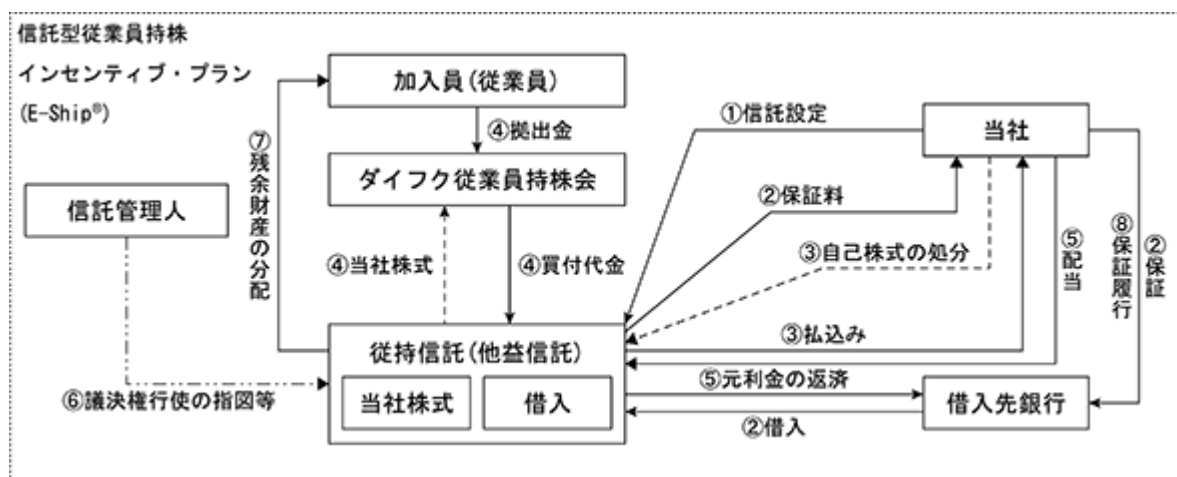 信託型従業員持株
インセンティブ・プラン
(E-Ship®)
加入員(従業員)
①信託設定
当社
④拠出金
⑦残余財産の分配
ダイフク従業員持株会
信託管理人
②保証料
③自己株式の処分
⑤配当
⑧保証履行
②保証
④当社株式
④買付代金
③払込み
従持信託(他益信託)
当社株式
借入
⑥議決権行使の指図等
⑤元利金の返済
借入先銀行
②借入